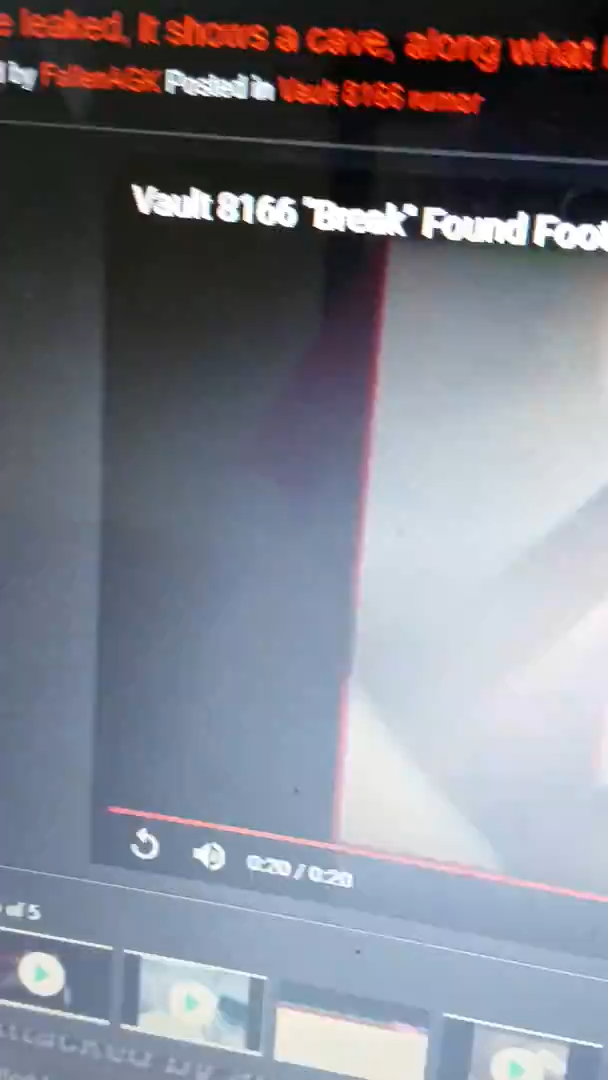 leaked. It shows a cave, along what
by FallenAGK Posted in Vault 8166 rumor
Vault 8166 "Break" Found Foot
0:20 / 0:20
of 5